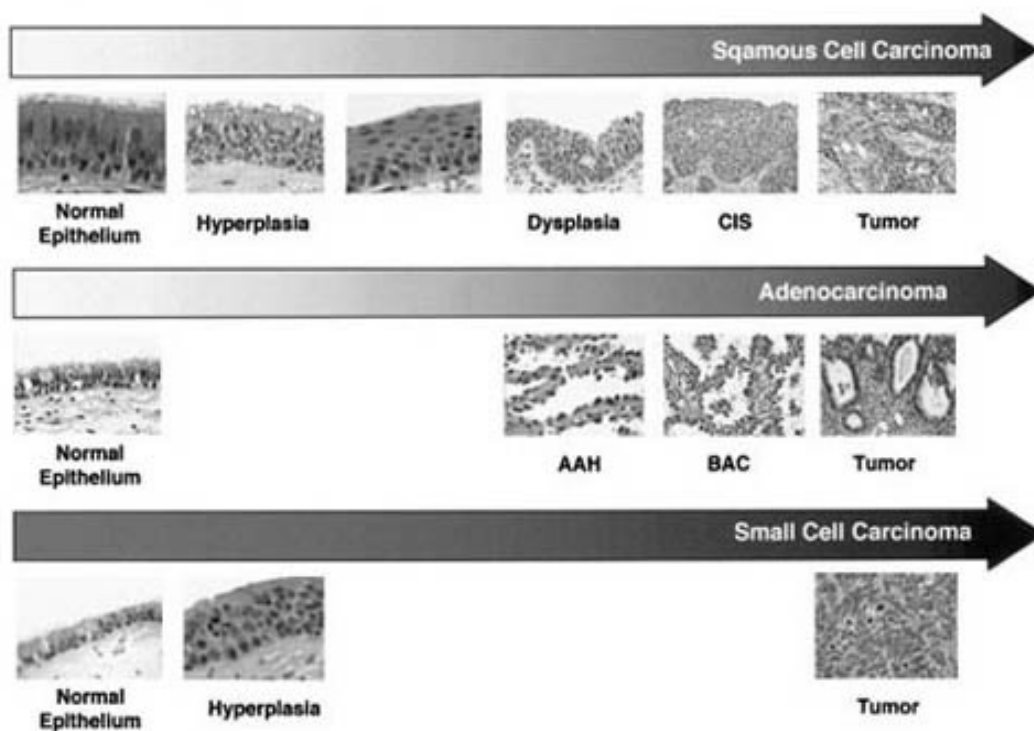 Sqamous Cell Carcinoma
Normal
Epithelium
Hyperplasia
Dysplasia
CIS
Tumor
Adenocarcinoma
Normal
Epithelium
AAH
BAC
Tumor
Small Cell Carcinoma
Normal
Epithelium
Hyperplasia
Tumor